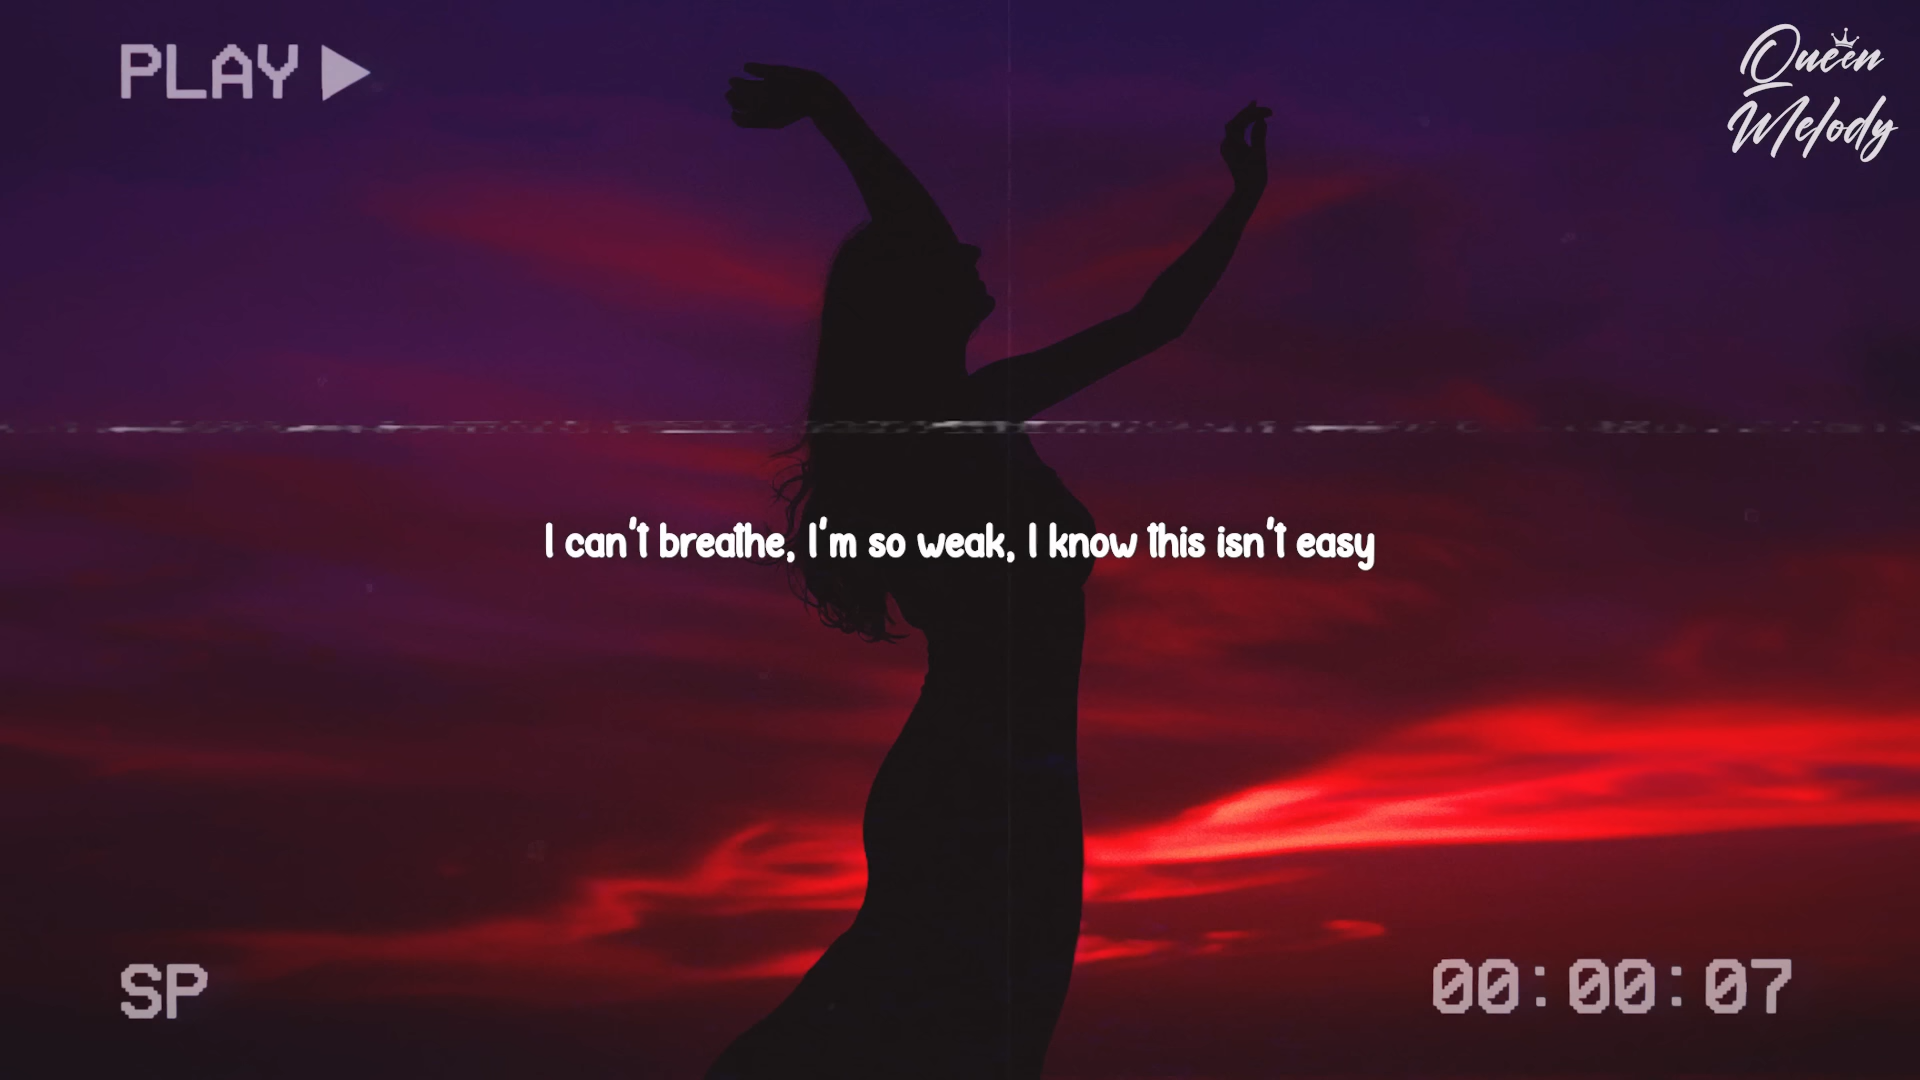 PLAY
Queen
Melody
I can't breathe, I'm so weak, I know this isn't easy
SP
00:00:07